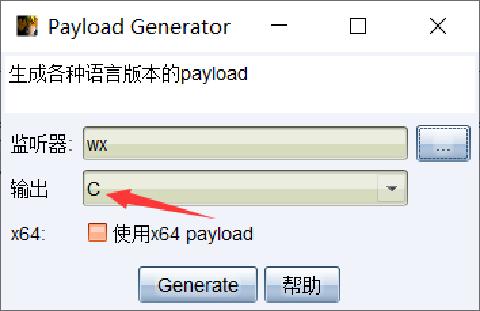 Payload Generator
生成各种语言版本的payload
监听器: wx ...
输出 C
x64: 使用x64 payload
Generate 帮助